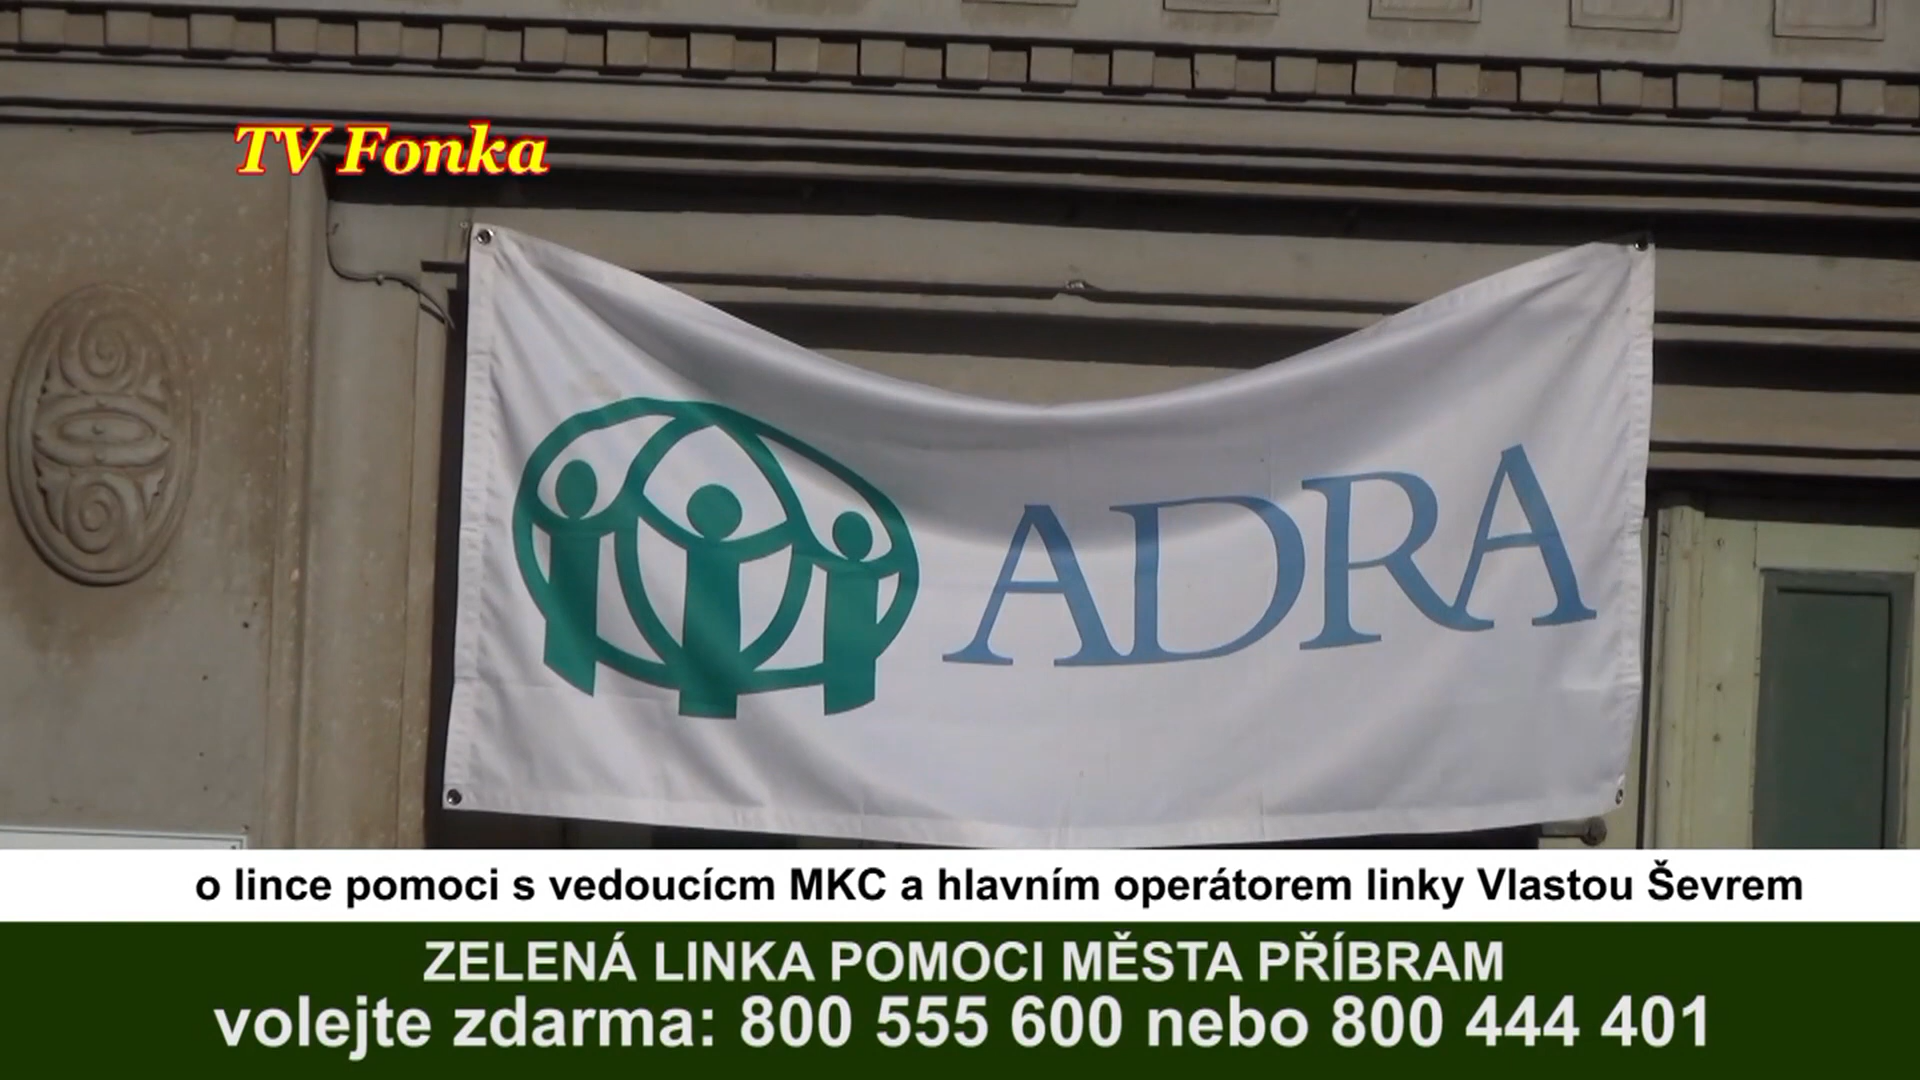 TV Fonka
ADRA
o lince pomoci s vedoucícm MKC a hlavním operátorem linky Vlastou Ševrem
ZELENÁ LINKA POMOCI MĚSTA PŘÍBRAM
volejte zdarma: 800 555 600 nebo 800 444 401